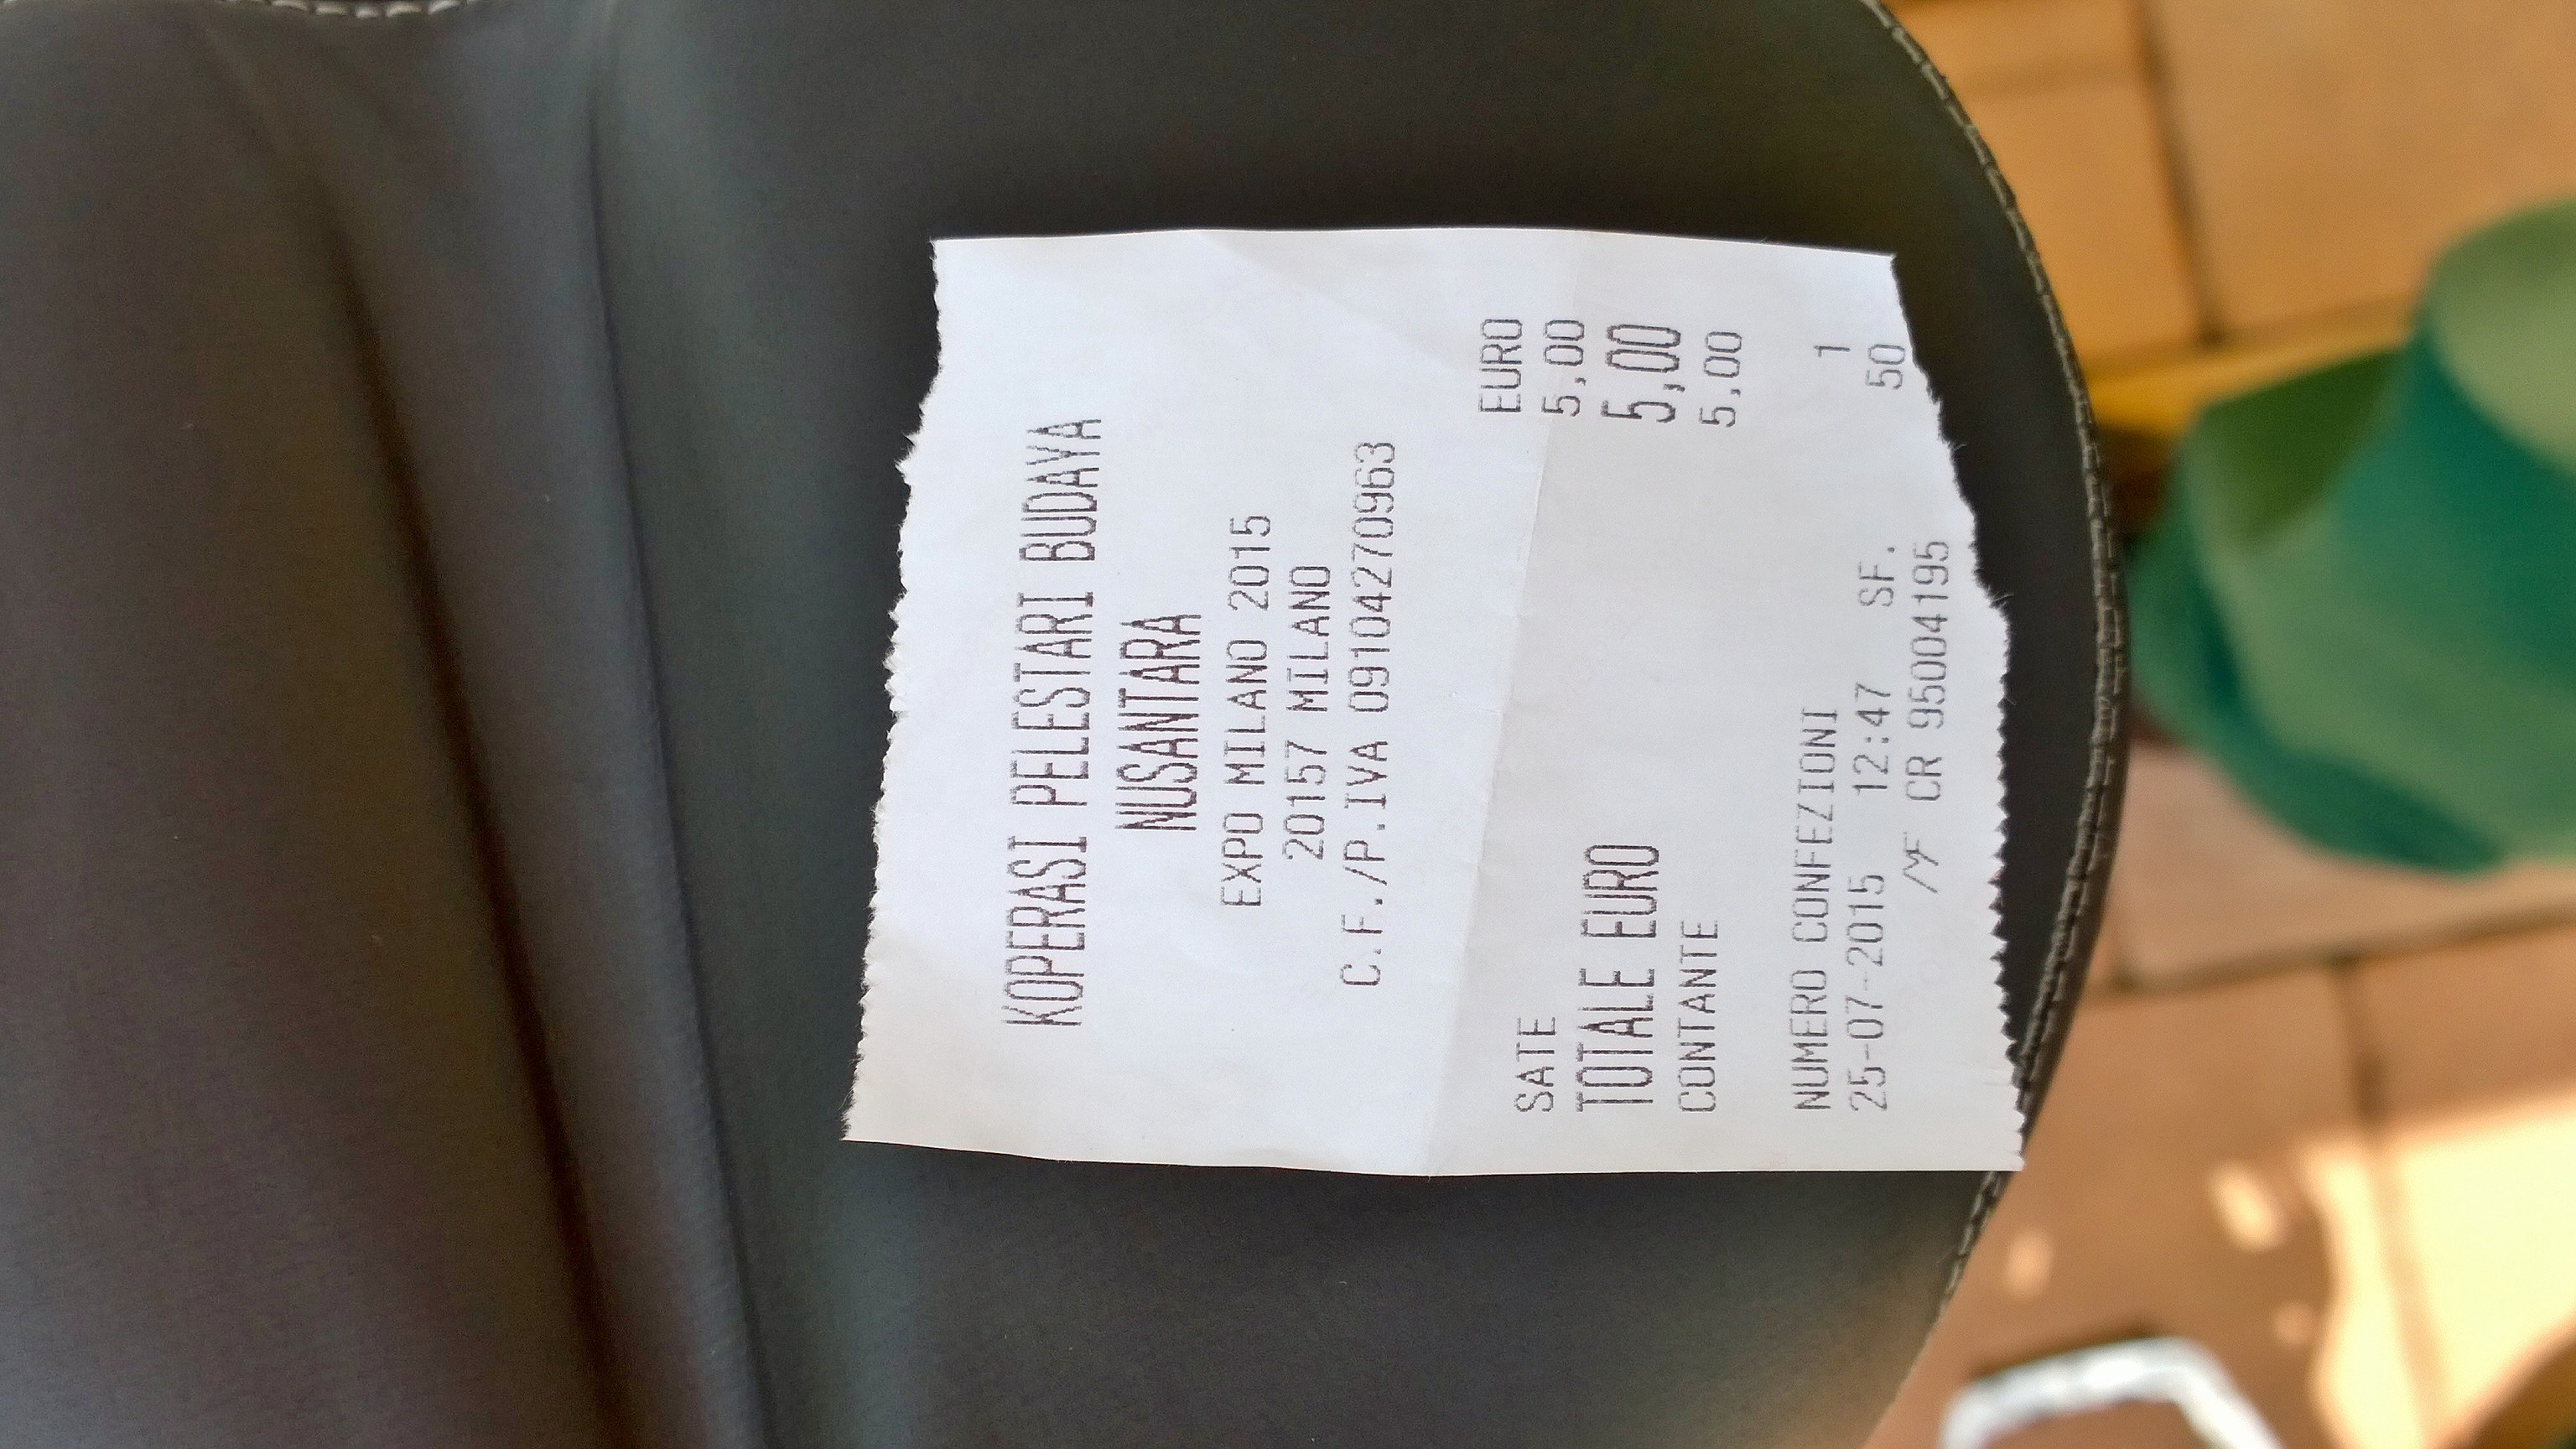 KOPERASI PELESTARI BUDAYA
NUSANTARA
EXPO MILANO 2015
20157 MILANO
C.F./P.IVA 09104270963
EURO
SATE 5,00
TOTALE EURO 5,00
CONTANTE 5,00
NUMERO CONFEZIONI 1
25-07-2015 12:47 SF. 50
CR 95004195